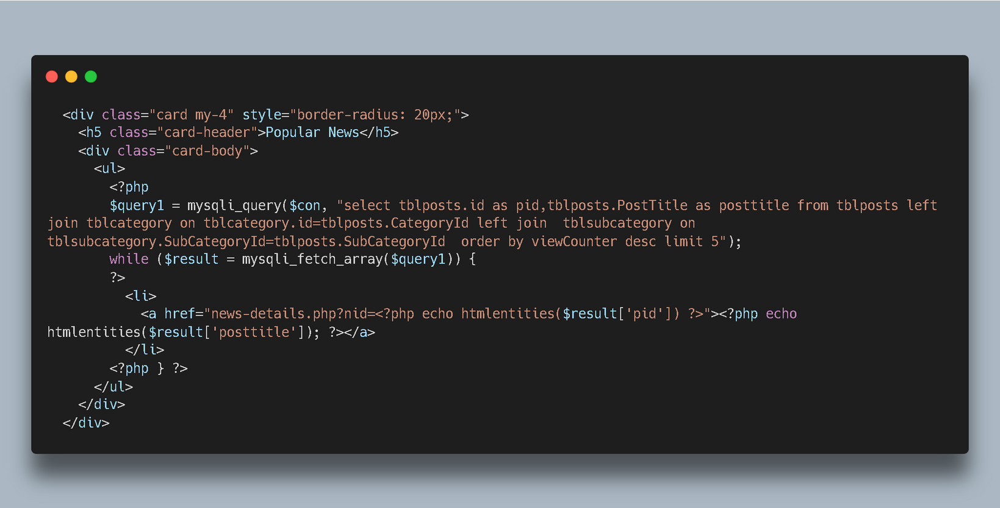 <div class="card my-4" style="border-radius: 20px;">
<h5 class="card-header">Popular News</h5>
<div class="card-body">
<ul>
<?php
$query1 = mysqli_query($con, "select tblposts.id as pid,tblposts.PostTitle as posttitle from tblposts left
join tblcategory on tblcategory.id=tblposts.CategoryId left join  tblsubcategory on
tblsubcategory.SubCategoryId=tblposts.SubCategoryId  order by viewCounter desc limit 5");
while ($result = mysqli_fetch_array($query1)) {
?>
<li>
<a href="news-details.php?nid=<?php echo htmlentities($result['pid']) ?>"><?php echo
htmlentities($result['posttitle']); ?></a>
</li>
<?php } ?>
</ul>
</div>
</div>